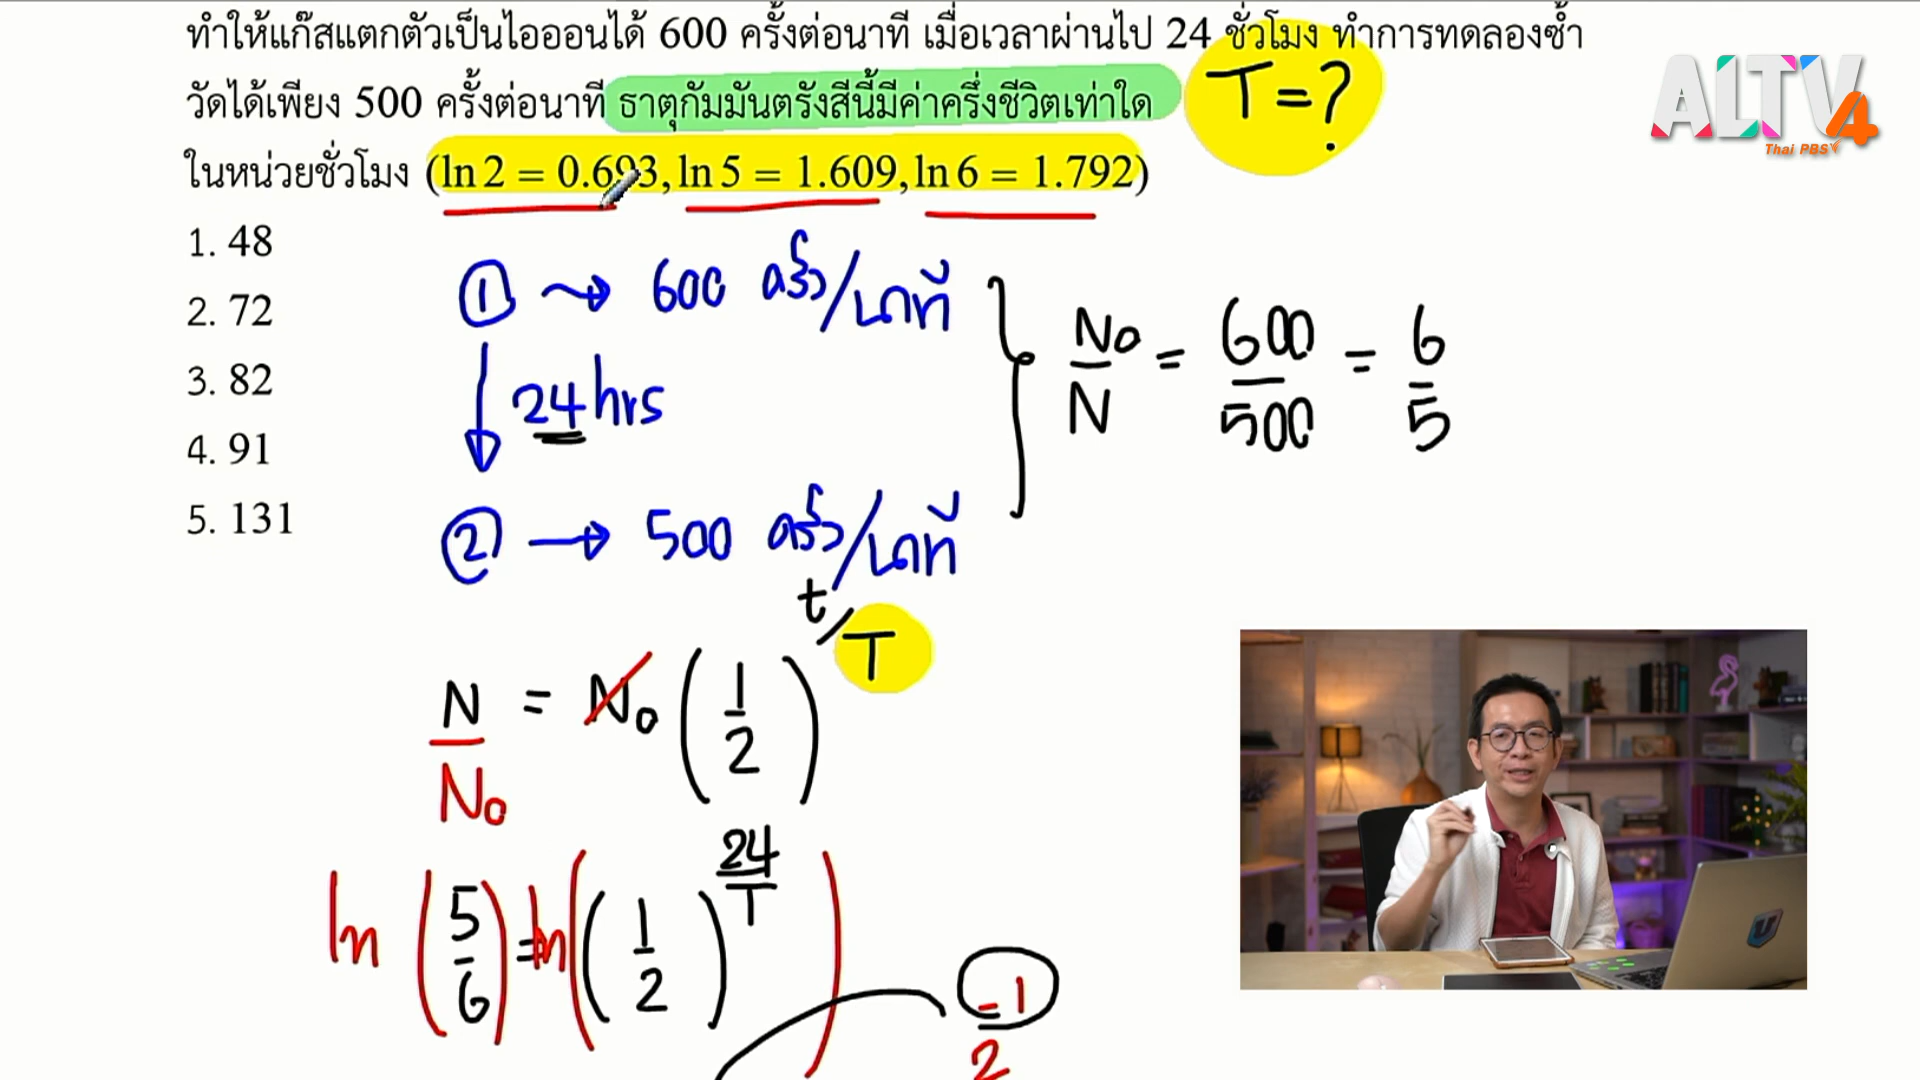 ทำให้แก๊สแตกตัวเป็นไอออนได้ 600 ครั้งต่อนาที เมื่อเวลาผ่านไป 24 ชั่วโมง ทำการทดลองซ้ำ
วัดได้เพียง 500 ครั้งต่อนาที ธาตุกัมมันตรังสีนี้มีค่าครึ่งชีวิตเท่าใด T = ?
ในหน่วยชั่วโมง (ln 2 = 0.693, ln 5 = 1.609, ln 6 = 1.792)
ALTV4
Thai PBS
1. 48
2. 72
3. 82
4. 91
5. 131
① → 600 ครั้ง/นาที
24 hrs
② → 500 ครั้ง/นาที
N₀/N = 600/500 = 6/5
N/N₀ = N₀ (1/2)^(t/T)
ln (5/6) = ln ((1/2)^(24/T))
-1
2